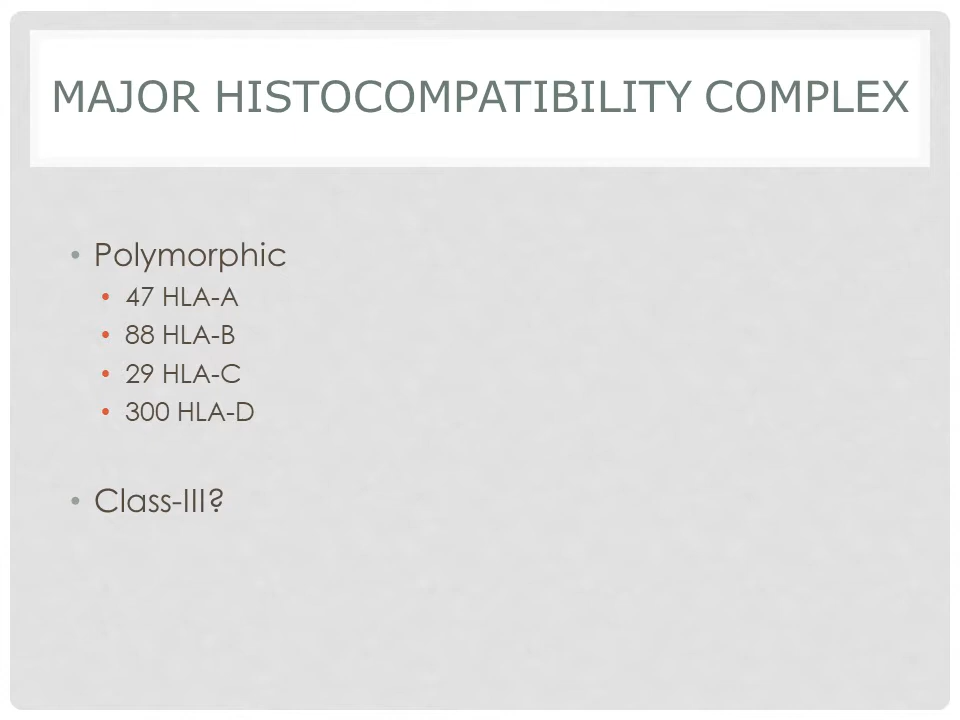 MAJOR HISTOCOMPATIBILITY COMPLEX
• Polymorphic
• 47 HLA-A
• 88 HLA-B
• 29 HLA-C
• 300 HLA-D
• Class-III?